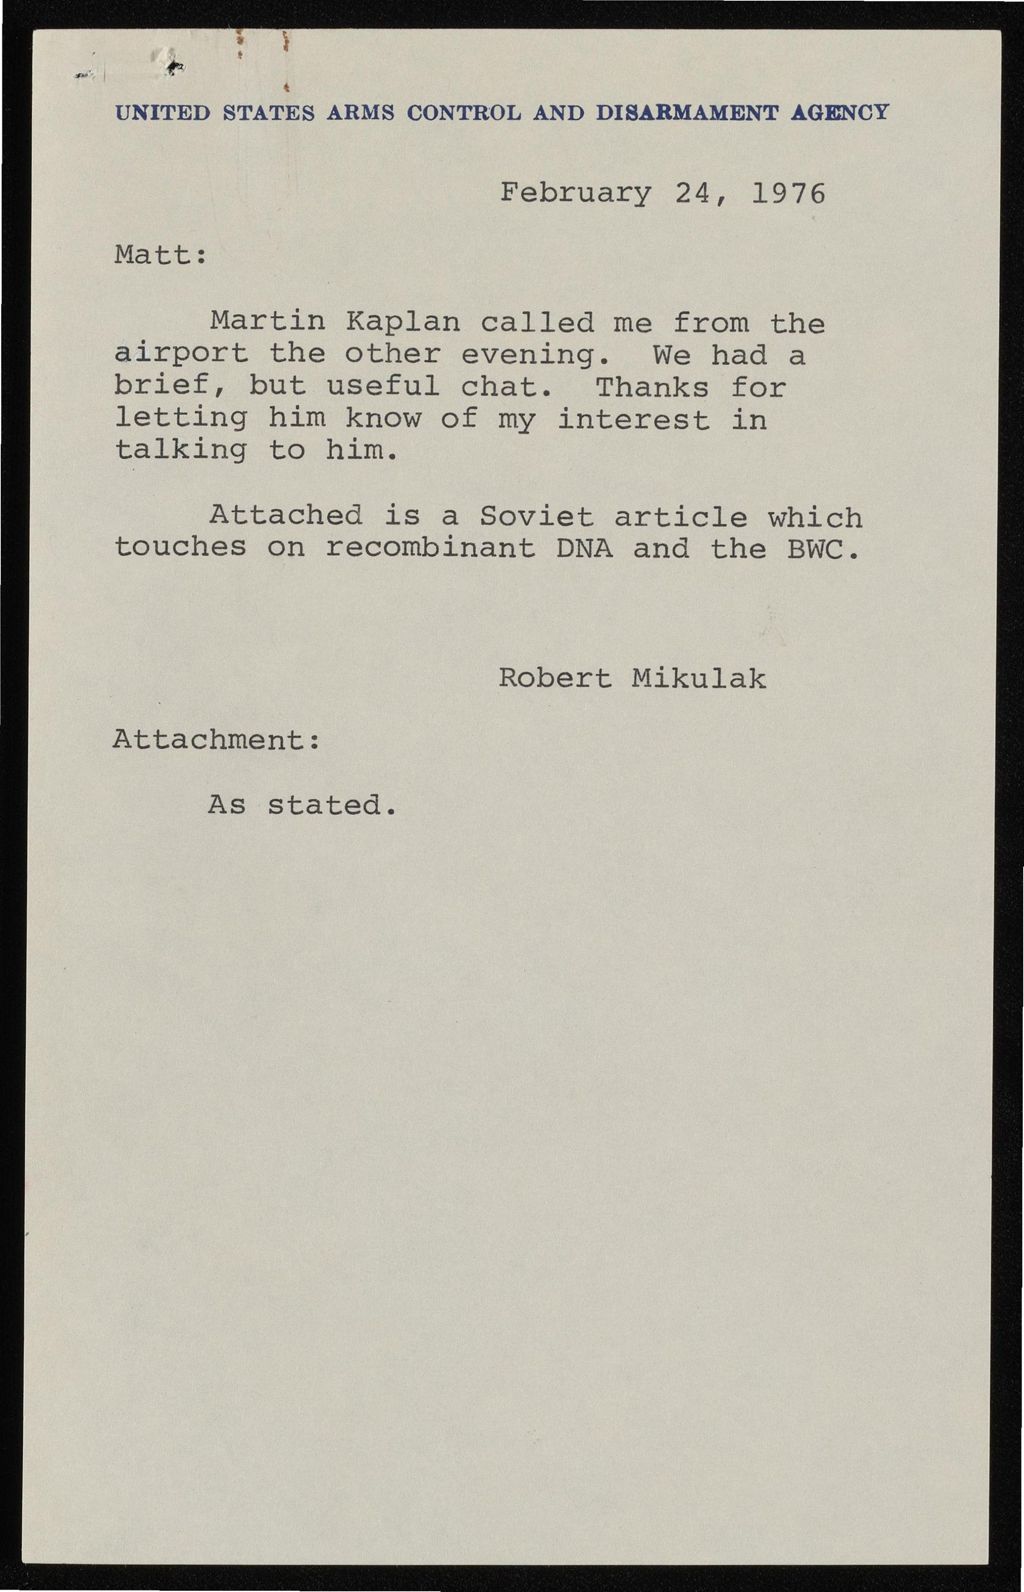 UNITED STATES ARMS CONTROL AND DISARMAMENT AGENCY
February 24, 1976
Matt:
Martin Kaplan called me from the
airport the other evening. We had a
brief, but useful chat. Thanks for
letting him know of my interest in
talking to him.
Attached is a Soviet article which
touches on recombinant DNA and the BWC.
Robert Mikulak
Attachment:
As stated.